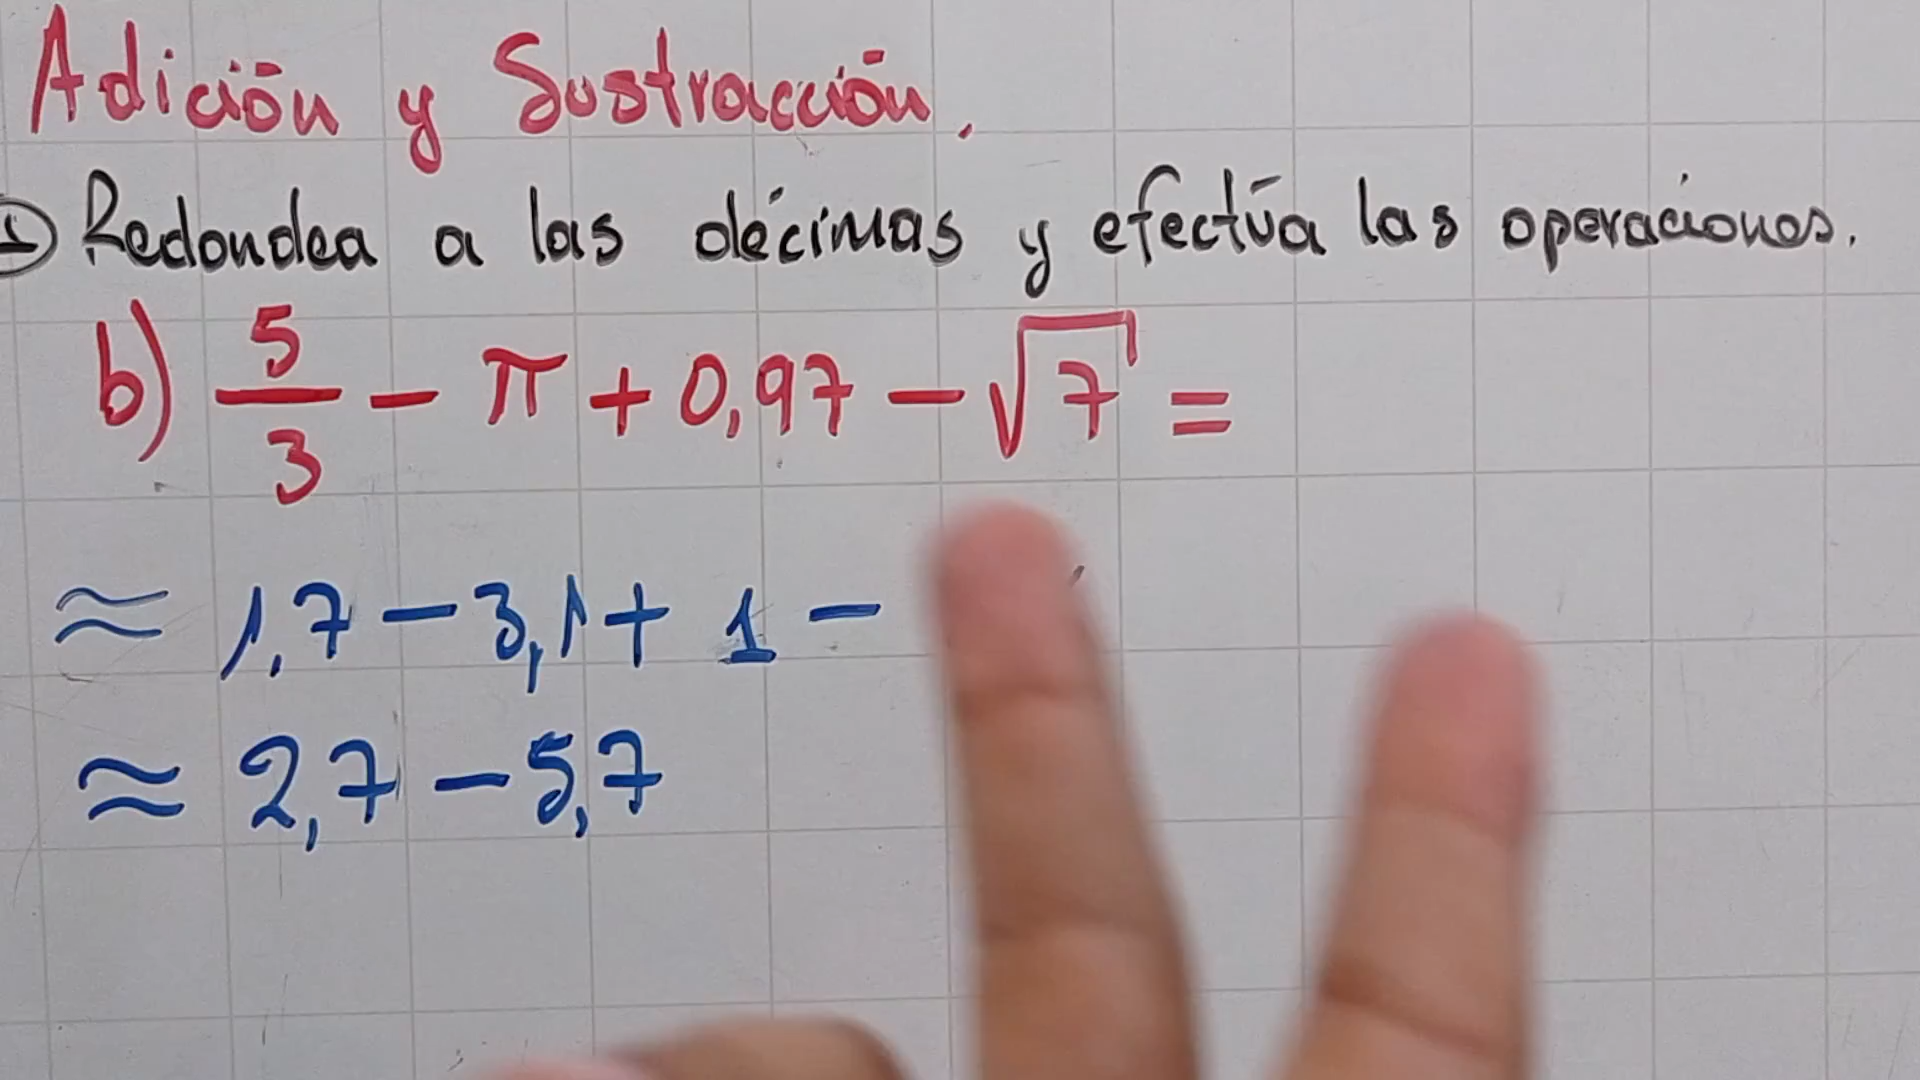 Adición y Sustracción.
1) Redondea a las décimas y efectúa las operaciones.
b) 5/3 - π + 0,97 - √7 =
≈ 1,7 - 3,1 + 1 -
≈ 2,7 - 5,7